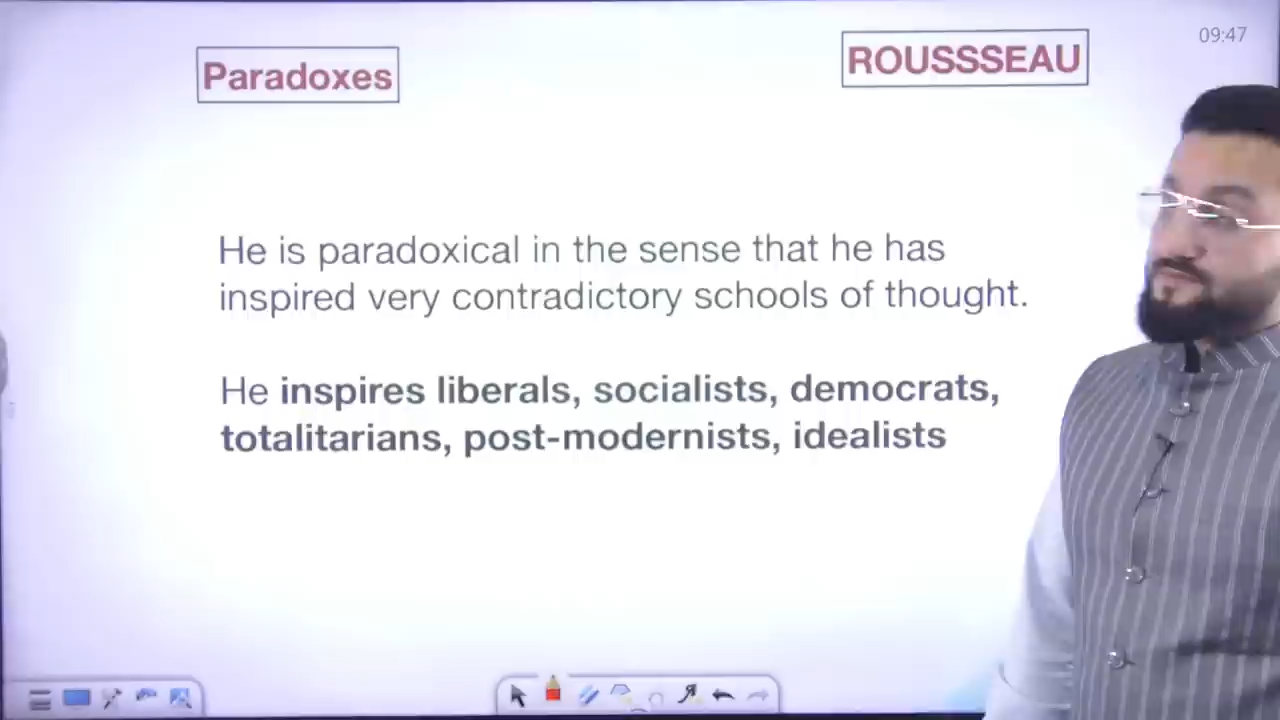 Paradoxes
ROUSSSEAU
09:47
He is paradoxical in the sense that he has
inspired very contradictory schools of thought.
He inspires liberals, socialists, democrats,
totalitarians, post-modernists, idealists